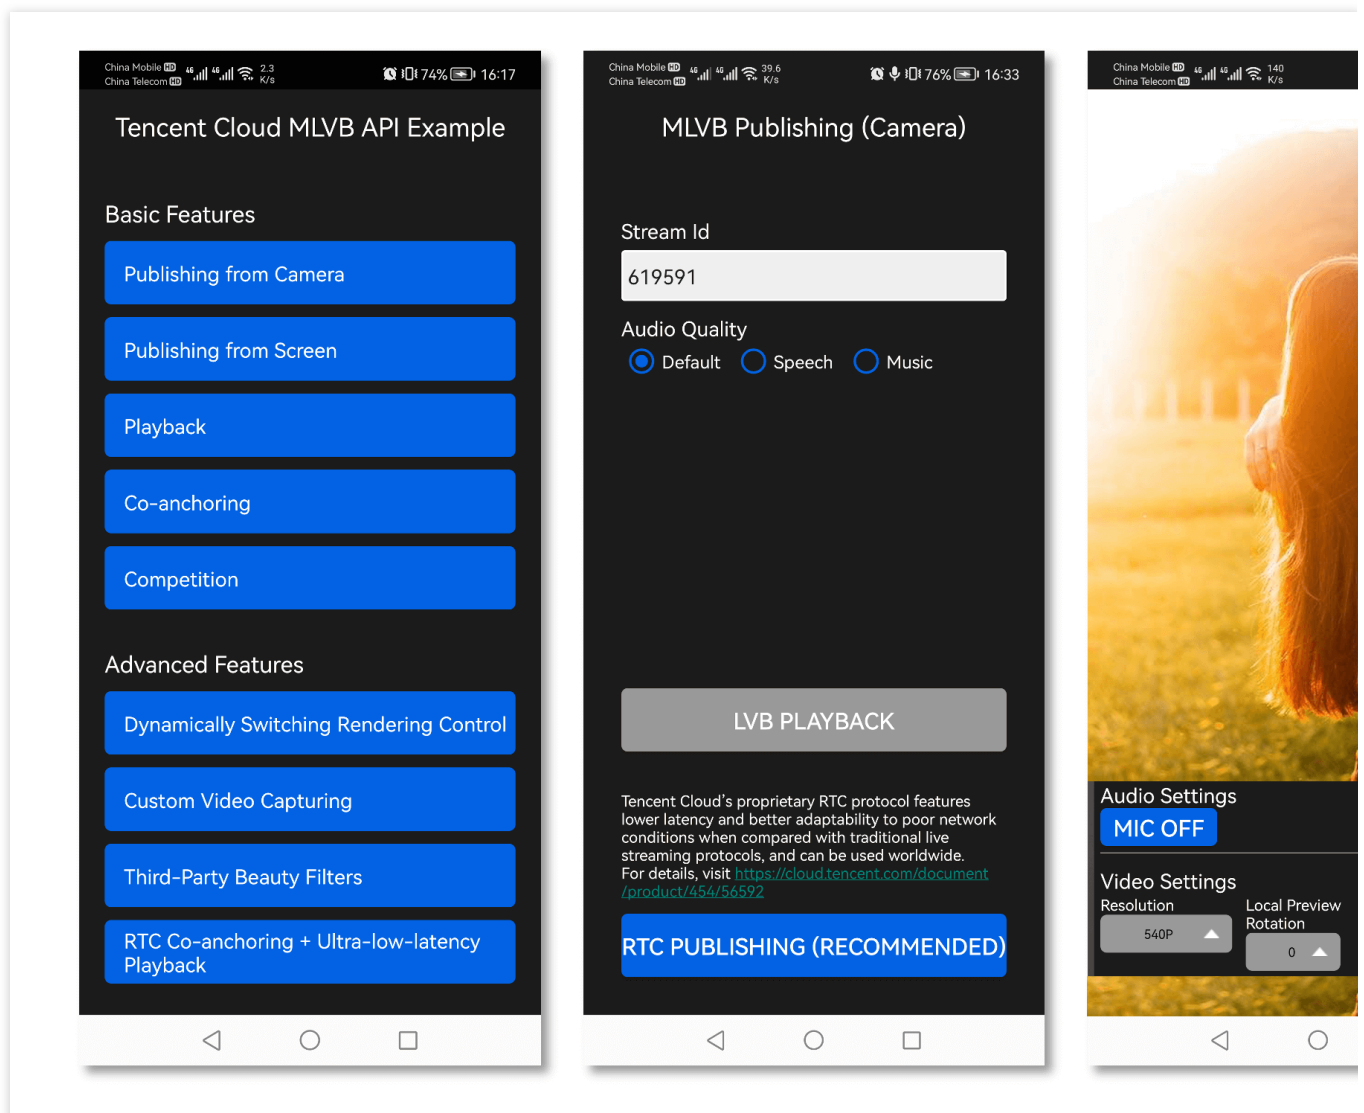 China Mobile HD 4G 4G 2.3
China Telecom HD K/s
74% 16:17
Tencent Cloud MLVB API Example
Basic Features
Publishing from Camera
Publishing from Screen
Playback
Co-anchoring
Competition
Advanced Features
Dynamically Switching Rendering Control
Custom Video Capturing
Third-Party Beauty Filters
RTC Co-anchoring + Ultra-low-latency
Playback
China Mobile HD 4G 4G 39.6
China Telecom HD K/s
76% 16:33
MLVB Publishing (Camera)
Stream Id
619591
Audio Quality
Default Speech Music
LVB PLAYBACK
Tencent Cloud's proprietary RTC protocol features
lower latency and better adaptability to poor network
conditions when compared with traditional live
streaming protocols, and can be used worldwide.
For details, visit https://cloud.tencent.com/document
/product/454/56592
RTC PUBLISHING (RECOMMENDED)
China Mobile HD 4G 4G 140
China Telecom HD K/s
Audio Settings
MIC OFF
Video Settings
Resolution
540P
Local Preview
Rotation
0